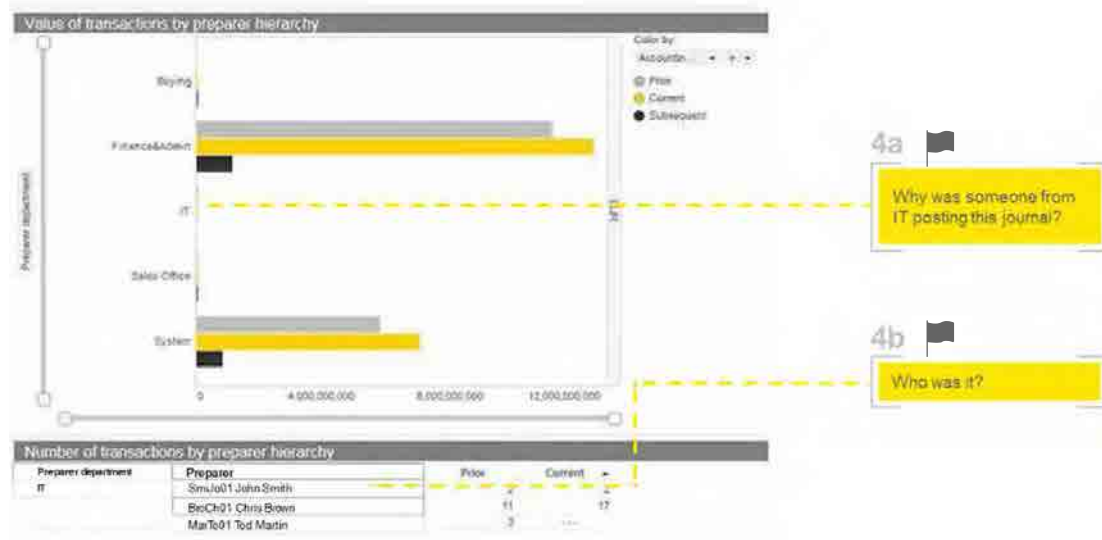 Value of transactions by preparer hierarchy
Color by:
Accountin...
Prior
Current
Subsequent
Preparer department
Buying
Finance&Admin
IT
Sales Office
System
0 4,000,000,000 8,000,000,000 12,000,000,000
4a
Why was someone from
IT posting this journal?
4b
Who was it?
Number of transactions by preparer hierarchy
Preparer department Preparer Prior Current
IT SmiJo01 John Smith
BroCh01 Chris Brown 11 17
MarTo01 Tod Martin 3